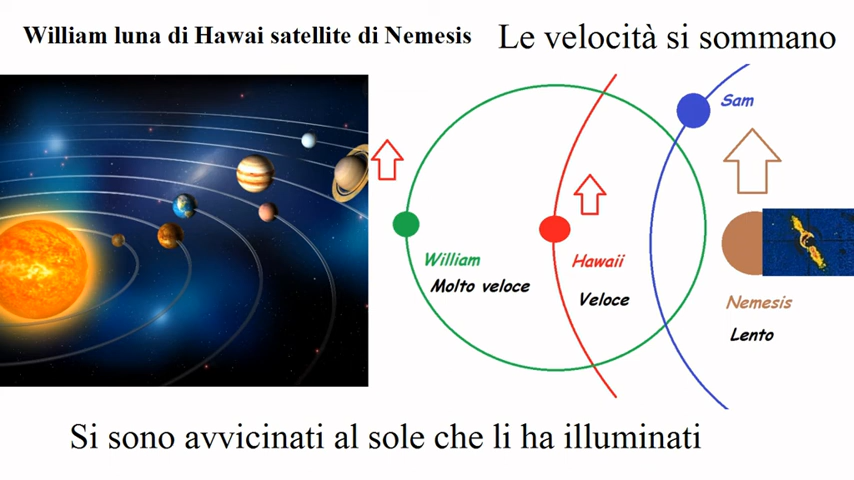 William luna di Hawai satellite di Nemesis
Le velocità si sommano
Sam
William
Molto veloce
Hawaii
Veloce
Nemesis
Lento
Si sono avvicinati al sole che li ha illuminati